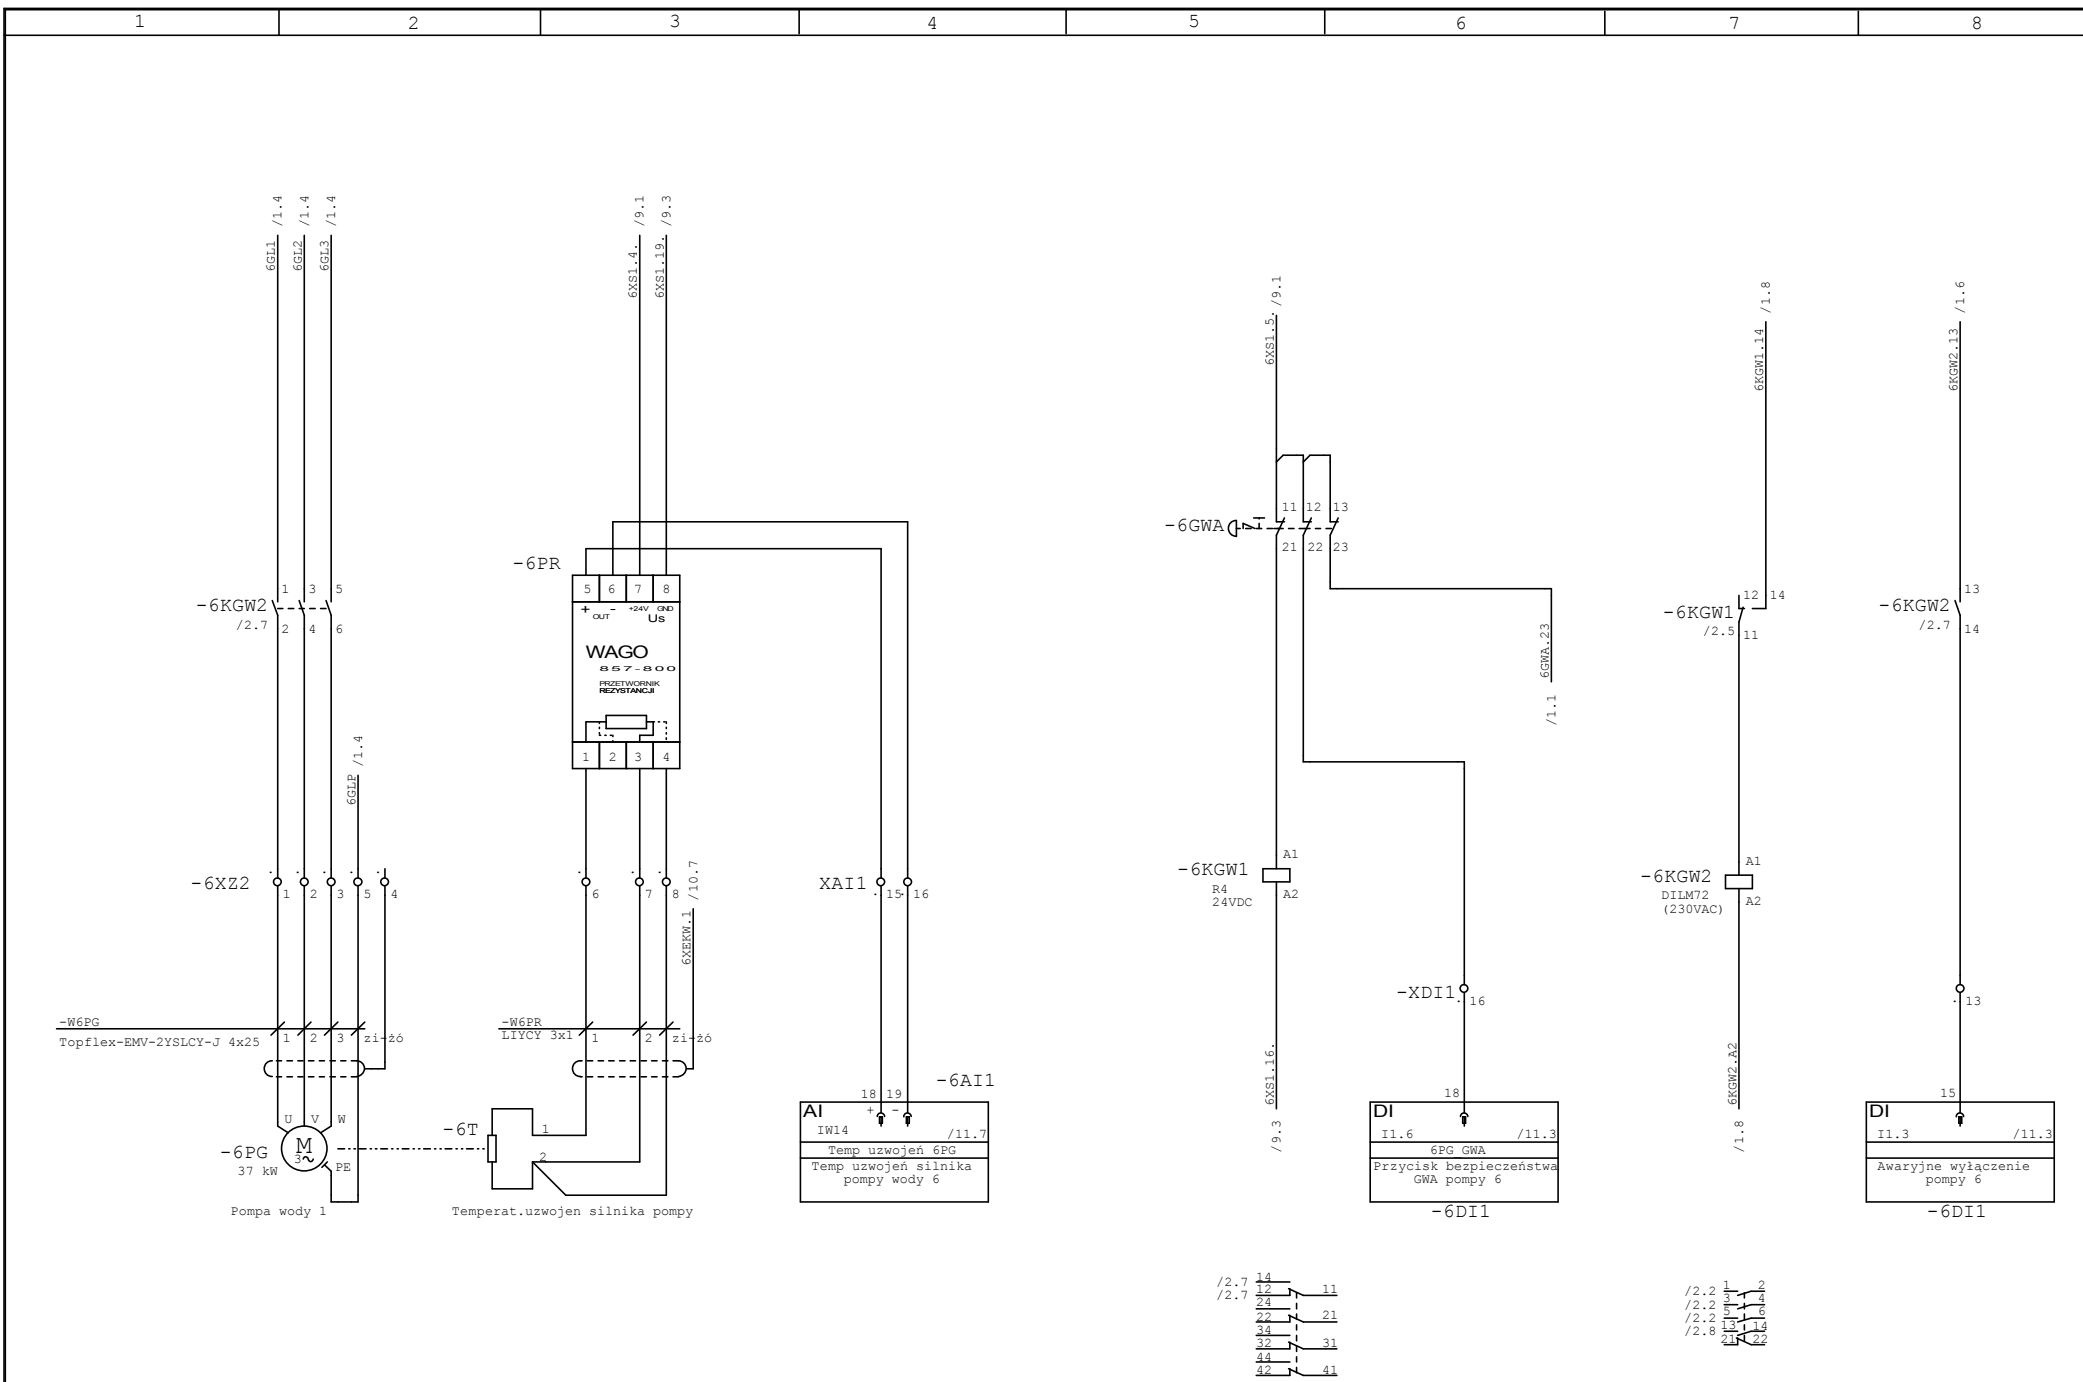 1 2 3 4 5 6 7 8
6GL1 /1.4
6GL2 /1.4
6GL3 /1.4
6XS1.4. /9.1
6XS1.19. /9.3
6XS1.5. /9.1
6KGW1.14 /1.8
6KGW2.13 /1.6
-6KGW2
/2.7
1 3 5
2 4 6
6GLP /1.4
-6XZ2
1 2 3 5 4
-W6PG
Topflex-EMV-2YSLCY-J 4x25
1 2 3 zi-żó
U V W
-6PG
37 kW
M
3~
PE
Pompa wody 1
-6PR
5 6 7 8
+ - +24V GND
OUT Us
WAGO
857-800
PRZETWORNIK
REZYSTANCJI
1 2 3 4
6 7 8
6XEKW.1 /10.7
-W6PR
LIYCY 3x1
1 2 zi-żó
-6T
1
2
Temperat.uzwojen silnika pompy
XAI1
15 16
-6AI1
18 19
AI + -
IW14 /11.7
Temp uzwojeń 6PG
Temp uzwojeń silnika
pompy wody 6
-6GWA
11 12 13
21 22 23
6GWA.23
/1.1
-6KGW1
R4
24VDC
A1
A2
6XS1.16.
/9.3
-XDI1
16
18
DI
I1.6 /11.3
6PG GWA
Przycisk bezpieczeństwa
GWA pompy 6
-6DI1
-6KGW1
/2.5
12 14
11
-6KGW2
DILM72
(230VAC)
A1
A2
6KGW2.A2
/1.8
-6KGW2
/2.7
13
14
13
15
DI
I1.3 /11.3
Awaryjne wyłączenie
pompy 6
-6DI1
/2.7 14
/2.7 12 11
24
22 21
34
32 31
44
42 41
/2.2 1 2
/2.2 3 4
/2.2 5 6
/2.8 13 14
21 22